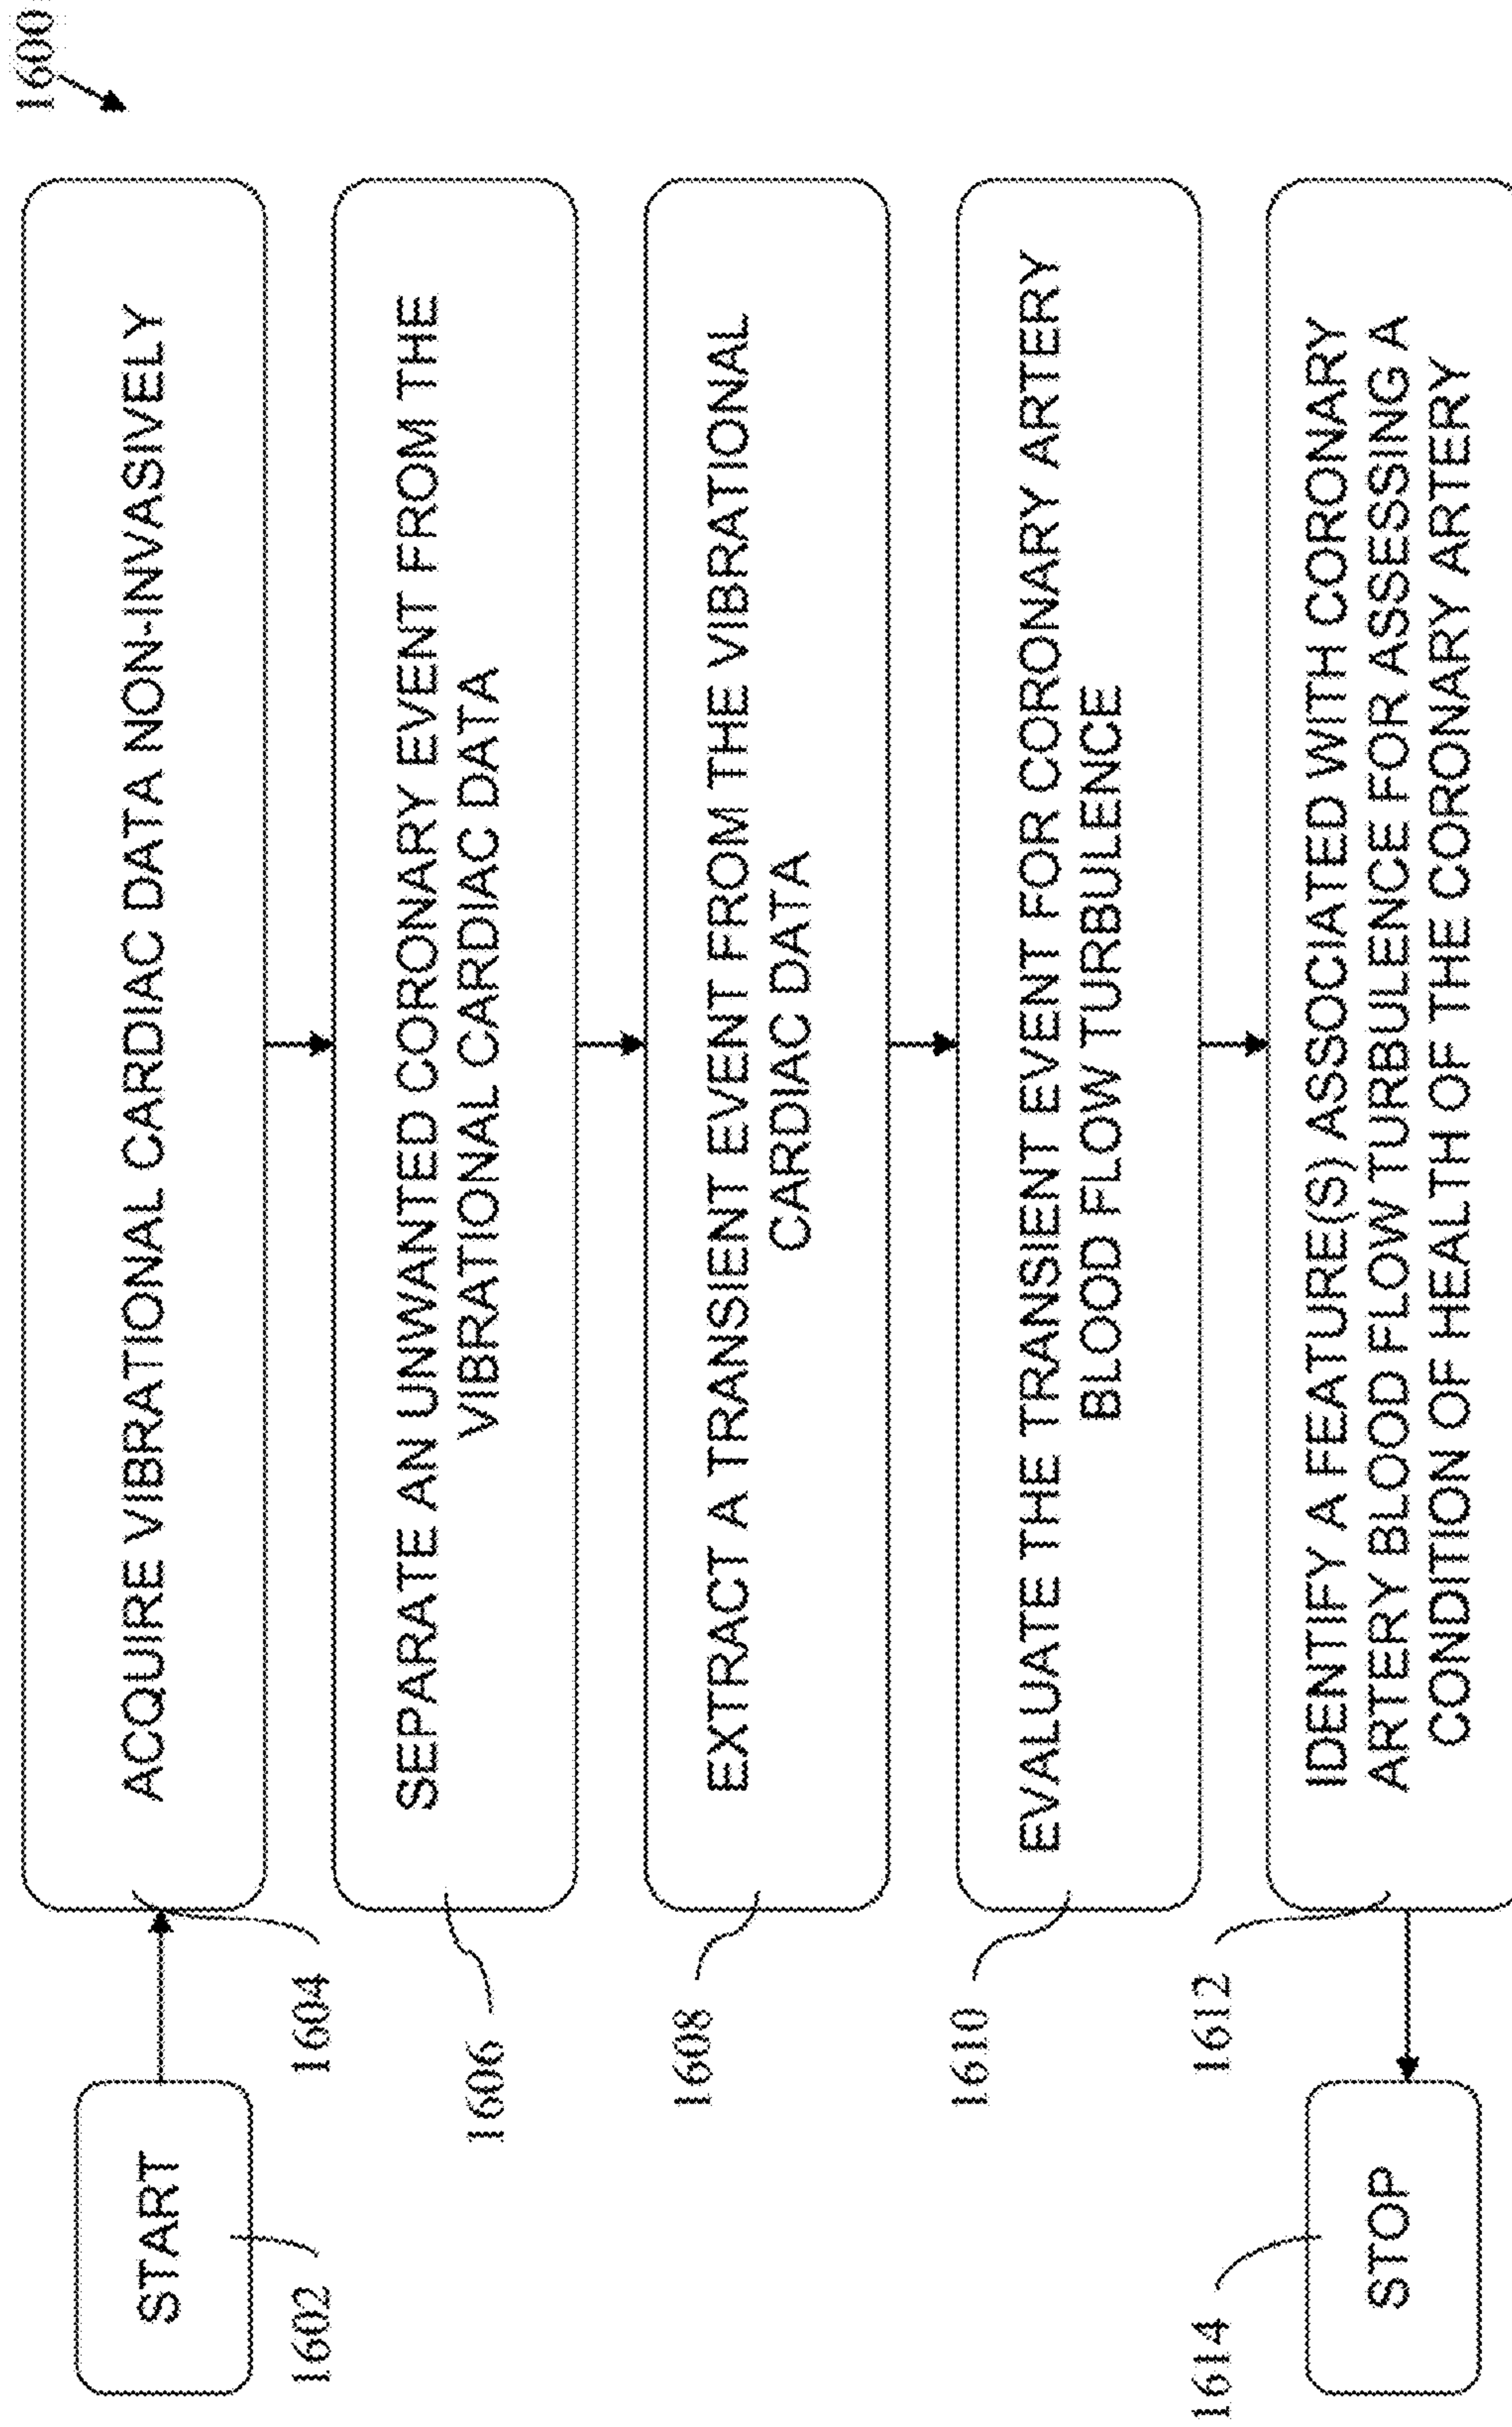 1600
START
1602
ACQUIRE VIBRATIONAL CARDIAC DATA NON-INVASIVELY
1604
SEPARATE AN UNWANTED CORONARY EVENT FROM THE
VIBRATIONAL CARDIAC DATA
1606
EXTRACT A TRANSIENT EVENT FROM THE VIBRATIONAL
CARDIAC DATA
1608
EVALUATE THE TRANSIENT EVENT FOR CORONARY ARTERY
BLOOD FLOW TURBULENCE
1610
IDENTIFY A FEATURE(S) ASSOCIATED WITH CORONARY
ARTERY BLOOD FLOW TURBULENCE FOR ASSESSING A
CONDITION OF HEALTH OF THE CORONARY ARTERY
1612
STOP
1614